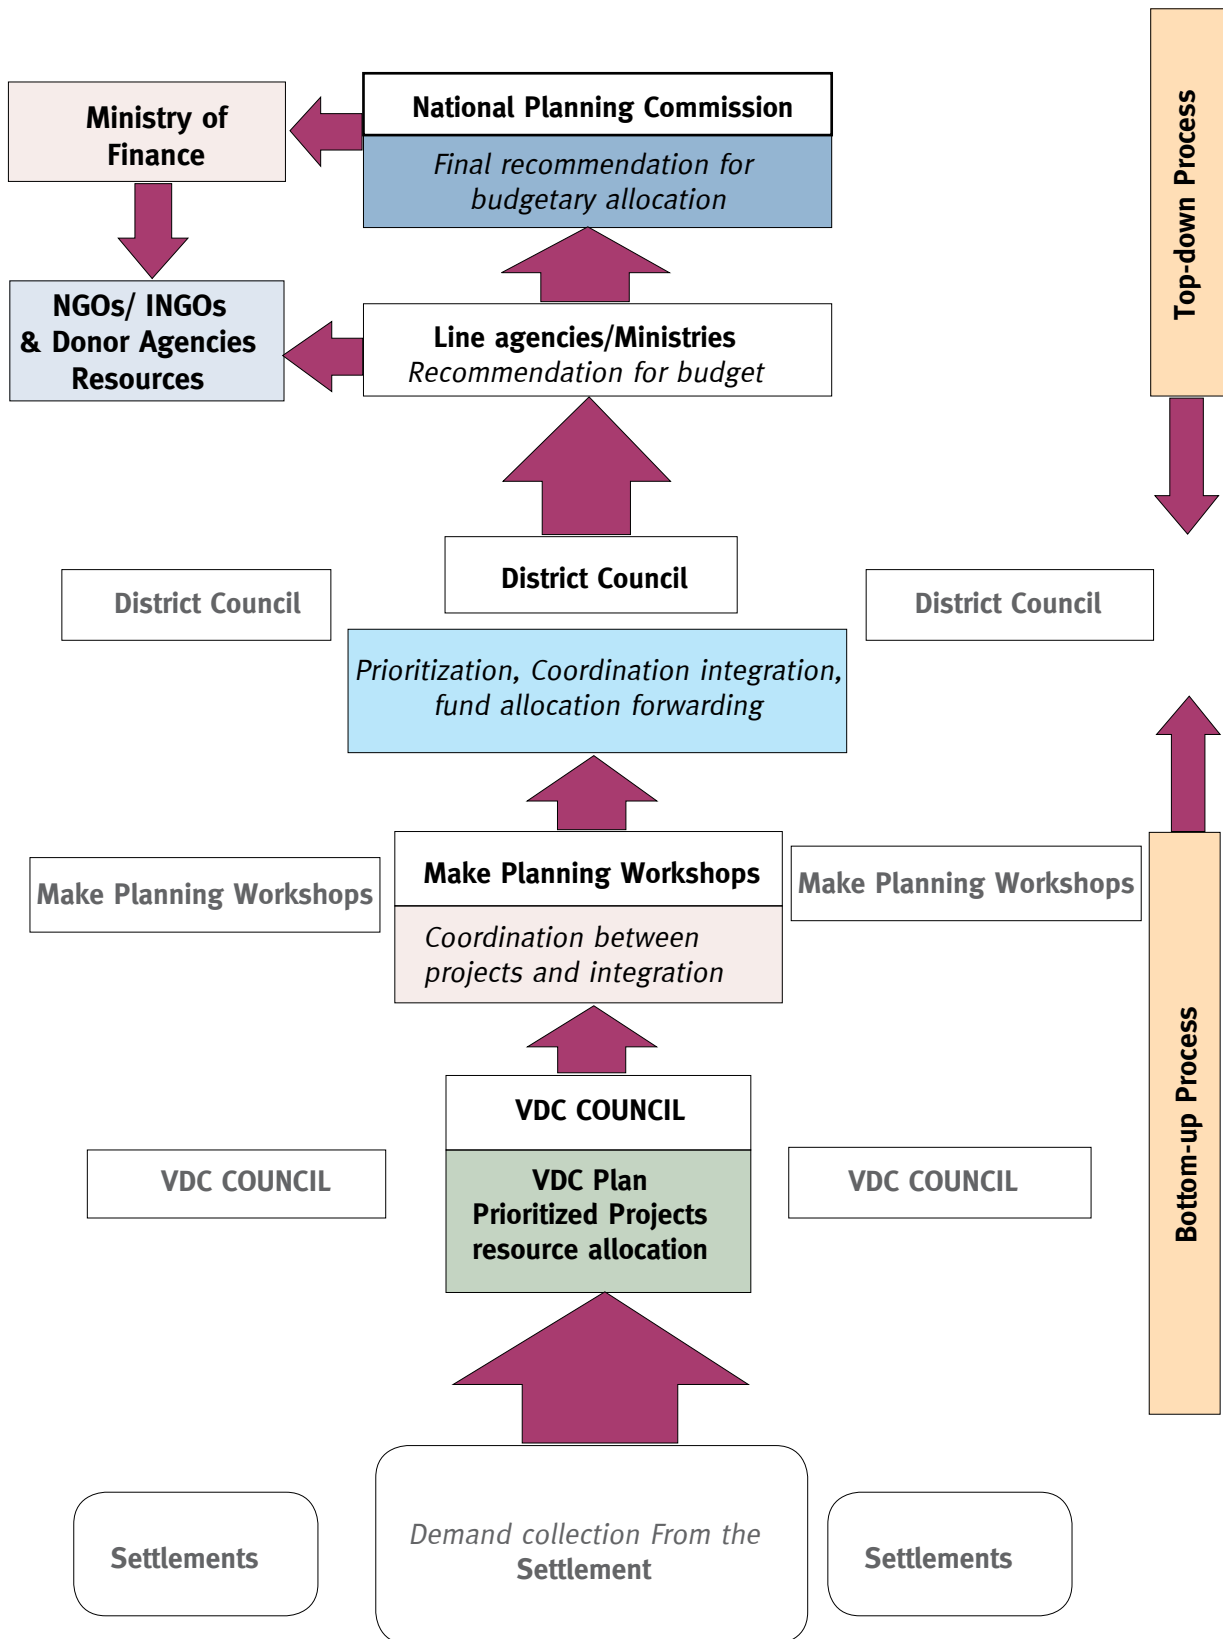 National Planning Commission
Ministry of
Finance
Final recommendation for
budgetary allocation
Top-down Process
NGOs/ INGOs
& Donor Agencies
Resources
Line agencies/Ministries
Recommendation for budget
District Council
District Council
District Council
Prioritization, Coordination integration,
fund allocation forwarding
Make Planning Workshops
Make Planning Workshops
Make Planning Workshops
Coordination between
projects and integration
Bottom-up Process
VDC COUNCIL
VDC COUNCIL
VDC Plan
Prioritized Projects
resource allocation
VDC COUNCIL
Settlements
Demand collection From the
Settlement
Settlements